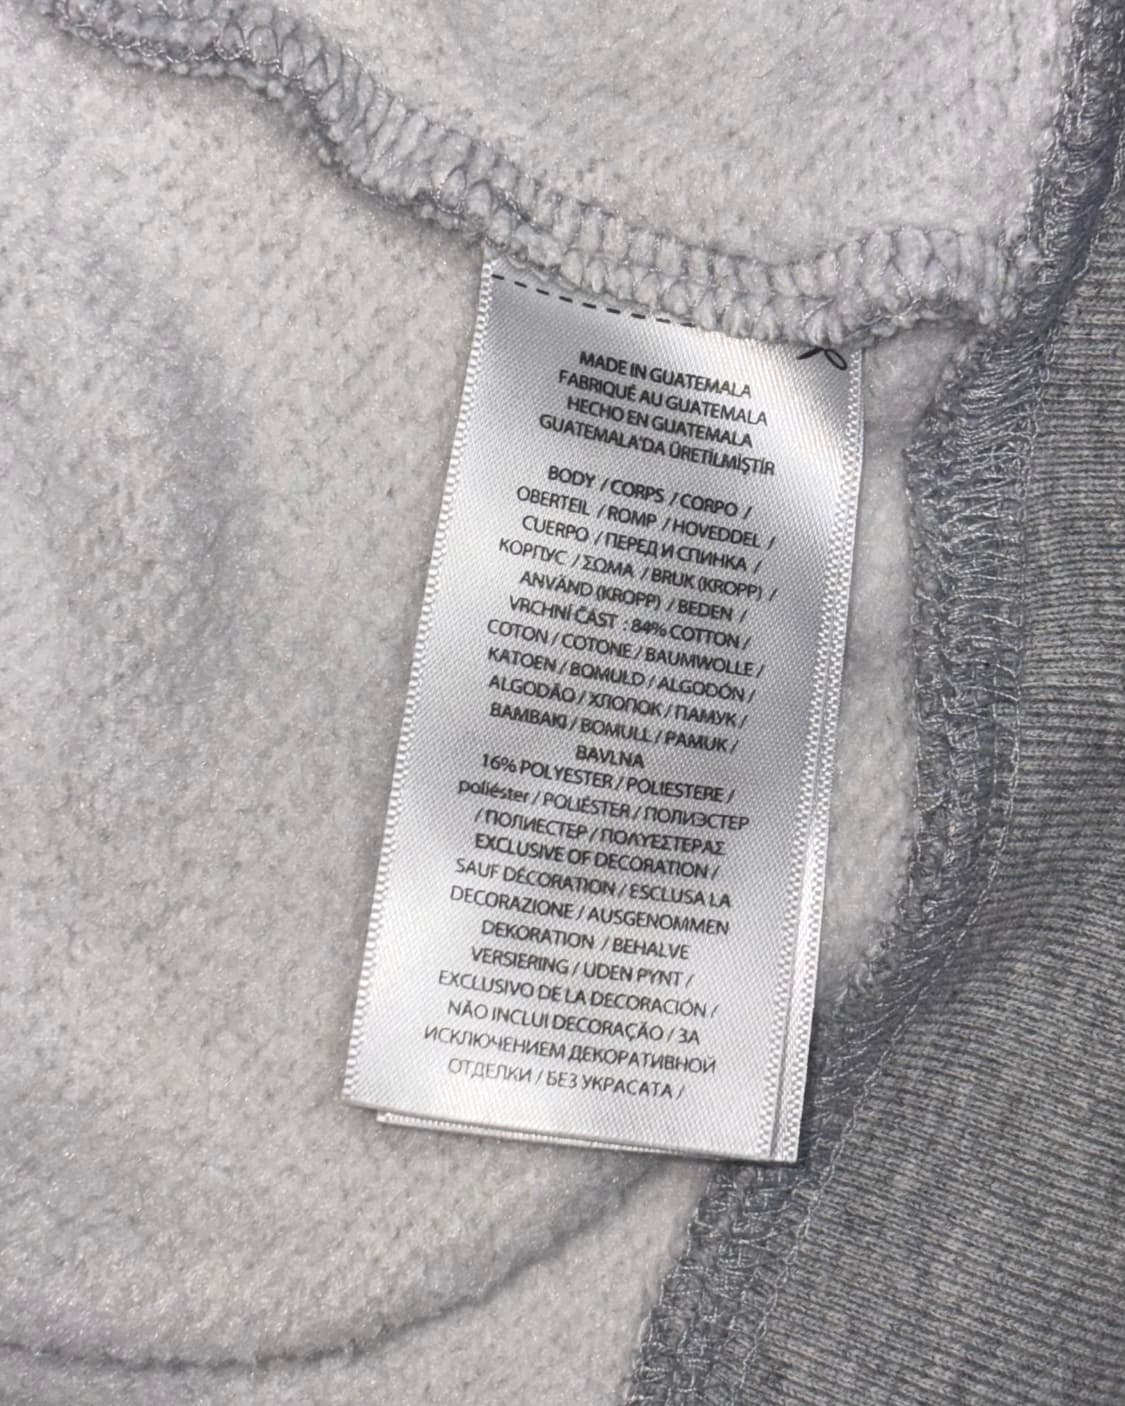 MADE IN GUATEMALA
FABRIQUÉ AU GUATEMALA
HECHO EN GUATEMALA
GUATEMALA'DA ÜRETİLMİŞTİR
BODY / CORPS / CORPO /
OBERTEIL / ROMP / HOVEDDEL /
CUERPO / ПЕРЕД И СПИНКА /
КОРПУС / ΣΩΜΑ / BRUK (KROPP) /
ANVÄND (KROPP) / BEDEN /
VRCHNÍ ČÁST : 84% COTTON /
COTON / COTONE / BAUMWOLLE /
KATOEN / BOMULD / ALGODÓN /
ALGODÃO / ХЛОПОК / ПАМУК /
ΒΑΜΒΑΚΙ / BOMULL / PAMUK /
BAVLNA
16% POLYESTER / POLIESTERE /
poliéster / POLIÉSTER / ПОЛИЭСТЕР
/ ПОЛИЕСТЕР / ΠΟΛΥΕΣΤΕΡΑΣ
EXCLUSIVE OF DECORATION /
SAUF DÉCORATION / ESCLUSA LA
DECORAZIONE / AUSGENOMMEN
DEKORATION / BEHALVE
VERSIERING / UDEN PYNT /
EXCLUSIVO DE LA DECORACIÓN /
NÃO INCLUI DECORAÇÃO / ЗА
ИСКЛЮЧЕНИЕМ ДЕКОРАТИВНОЙ
ОТДЕЛКИ / БЕЗ УКРАСАТА /